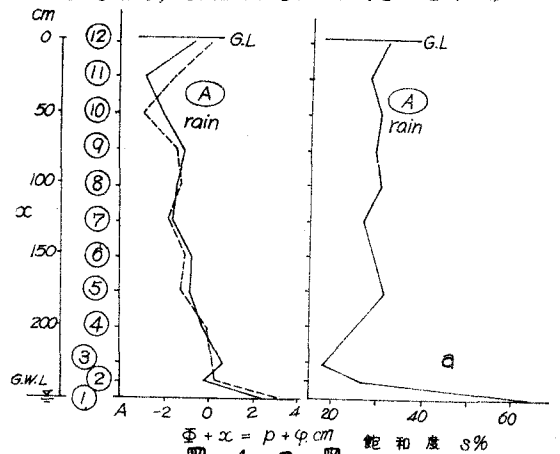 cm
0 ⑫ G.L G.L
⑪
50 ⑩ A A
rain rain
⑨
100 ⑧
x ⑦
150 ⑥
⑤
200 ④
③ a
G.W.L ②
①
A -2 0 2 4 20 40 60
Φ + x = p + φ cm 飽和度 S%